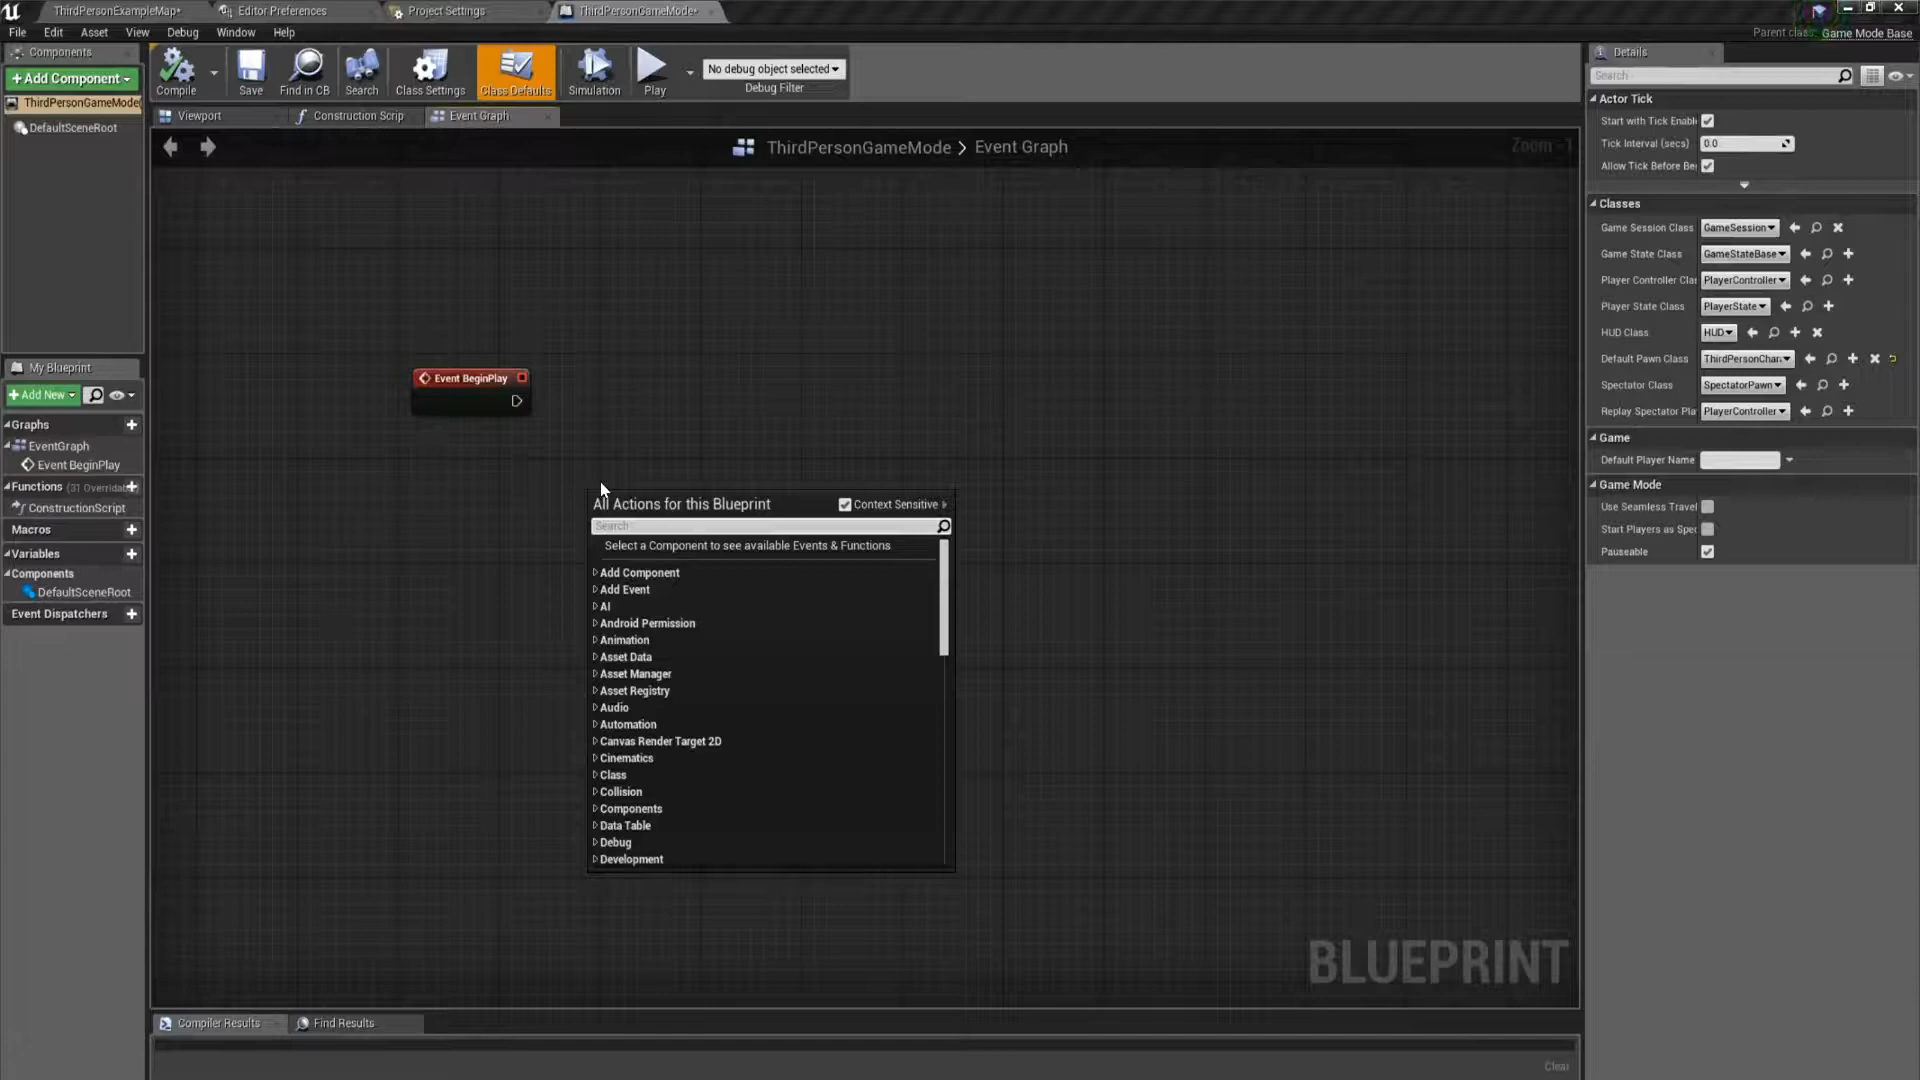 ThirdPersonExampleMap*
Editor Preferences
Project Settings
ThirdPersonGameMode*
File
Edit
Asset
View
Debug
Window
Help
Parent class:
Game Mode Base
Components
Add Component
ThirdPersonGameMode(
DefaultSceneRoot
Compile
Save
Find in CB
Search
Class Settings
Class Defaults
Simulation
Play
No debug object selected
Debug Filter
Viewport
Construction Scrip
Event Graph
ThirdPersonGameMode > Event Graph
Zoom -1
Event BeginPlay
All Actions for this Blueprint
Context Sensitive
Search
Select a Component to see available Events & Functions
Add Component
Add Event
AI
Android Permission
Animation
Asset Data
Asset Manager
Asset Registry
Audio
Automation
Canvas Render Target 2D
Cinematics
Class
Collision
Components
Data Table
Debug
Development
BLUEPRINT
My Blueprint
Add New
Graphs
EventGraph
Event BeginPlay
Functions (31 Overridab
ConstructionScript
Macros
Variables
Components
DefaultSceneRoot
Event Dispatchers
Compiler Results
Find Results
Clear
Details
Search
Actor Tick
Start with Tick Enabl
Tick Interval (secs)
0.0
Allow Tick Before Be
Classes
Game Session Class
GameSession
Game State Class
GameStateBase
Player Controller Clas
PlayerController
Player State Class
PlayerState
HUD Class
HUD
Default Pawn Class
ThirdPersonChar
Spectator Class
SpectatorPawn
Replay Spectator Pla
PlayerController
Game
Default Player Name
Game Mode
Use Seamless Travel
Start Players as Spec
Pauseable